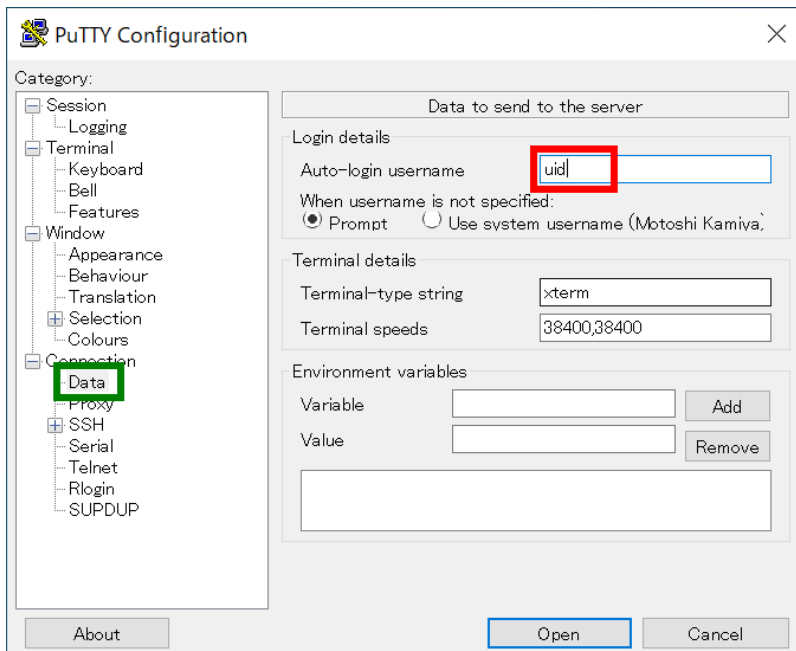 PuTTY Configuration
Category:
Session
Logging
Terminal
Keyboard
Bell
Features
Window
Appearance
Behaviour
Translation
Selection
Colours
Connection
Data
Proxy
SSH
Serial
Telnet
Rlogin
SUPDUP
Data to send to the server
Login details
Auto-login username uid
When username is not specified:
Prompt Use system username (Motoshi Kamiya)
Terminal details
Terminal-type string xterm
Terminal speeds 38400,38400
Environment variables
Variable Add
Value Remove
About Open Cancel